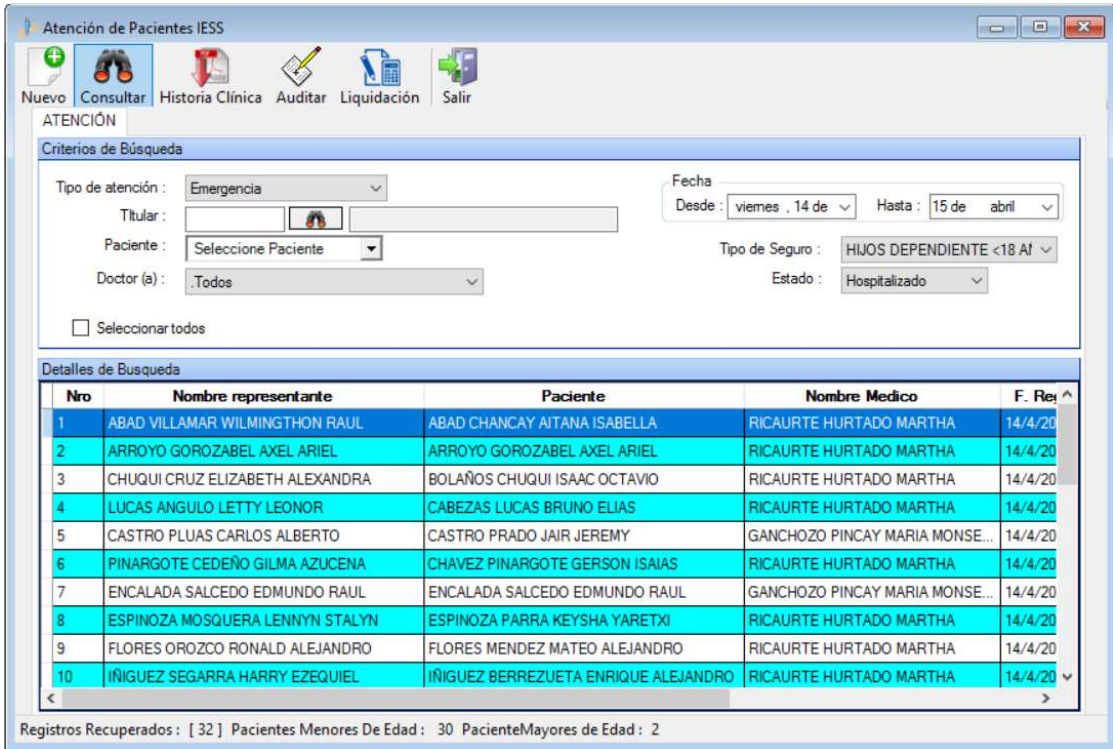 Atención de Pacientes IESS
Nuevo Consultar Historia Clínica Auditar Liquidación Salir
ATENCIÓN
Criterios de Búsqueda
Tipo de atención : Emergencia
Fecha
Desde : viernes , 14 de Hasta : 15 de abril
Titular :
Paciente : Seleccione Paciente
Tipo de Seguro : HIJOS DEPENDIENTE <18 AÑ
Doctor (a) : .Todos
Estado : Hospitalizado
Seleccionar todos
Detalles de Busqueda
Nro Nombre representante Paciente Nombre Medico F. Reg
1 ABAD VILLAMAR WILMINGTHON RAUL ABAD CHANCAY AITANA ISABELLA RICAURTE HURTADO MARTHA 14/4/20
2 ARROYO GOROZABEL AXEL ARIEL ARROYO GOROZABEL AXEL ARIEL RICAURTE HURTADO MARTHA 14/4/20
3 CHUQUI CRUZ ELIZABETH ALEXANDRA BOLAÑOS CHUQUI ISAAC OCTAVIO RICAURTE HURTADO MARTHA 14/4/20
4 LUCAS ANGULO LETTY LEONOR CABEZAS LUCAS BRUNO ELIAS RICAURTE HURTADO MARTHA 14/4/20
5 CASTRO PLUAS CARLOS ALBERTO CASTRO PRADO JAIR JEREMY GANCHOZO PINCAY MARIA MONSE... 14/4/20
6 PINARGOTE CEDEÑO GILMA AZUCENA CHAVEZ PINARGOTE GERSON ISAIAS RICAURTE HURTADO MARTHA 14/4/20
7 ENCALADA SALCEDO EDMUNDO RAUL ENCALADA SALCEDO EDMUNDO RAUL GANCHOZO PINCAY MARIA MONSE... 14/4/20
8 ESPINOZA MOSQUERA LENNYN STALYN ESPINOZA PARRA KEYSHA YARETXI RICAURTE HURTADO MARTHA 14/4/20
9 FLORES OROZCO RONALD ALEJANDRO FLORES MENDEZ MATEO ALEJANDRO RICAURTE HURTADO MARTHA 14/4/20
10 IÑIGUEZ SEGARRA HARRY EZEQUIEL IÑIGUEZ BERREZUETA ENRIQUE ALEJANDRO RICAURTE HURTADO MARTHA 14/4/20
Registros Recuperados : [ 32 ] Pacientes Menores De Edad : 30 PacienteMayores de Edad : 2